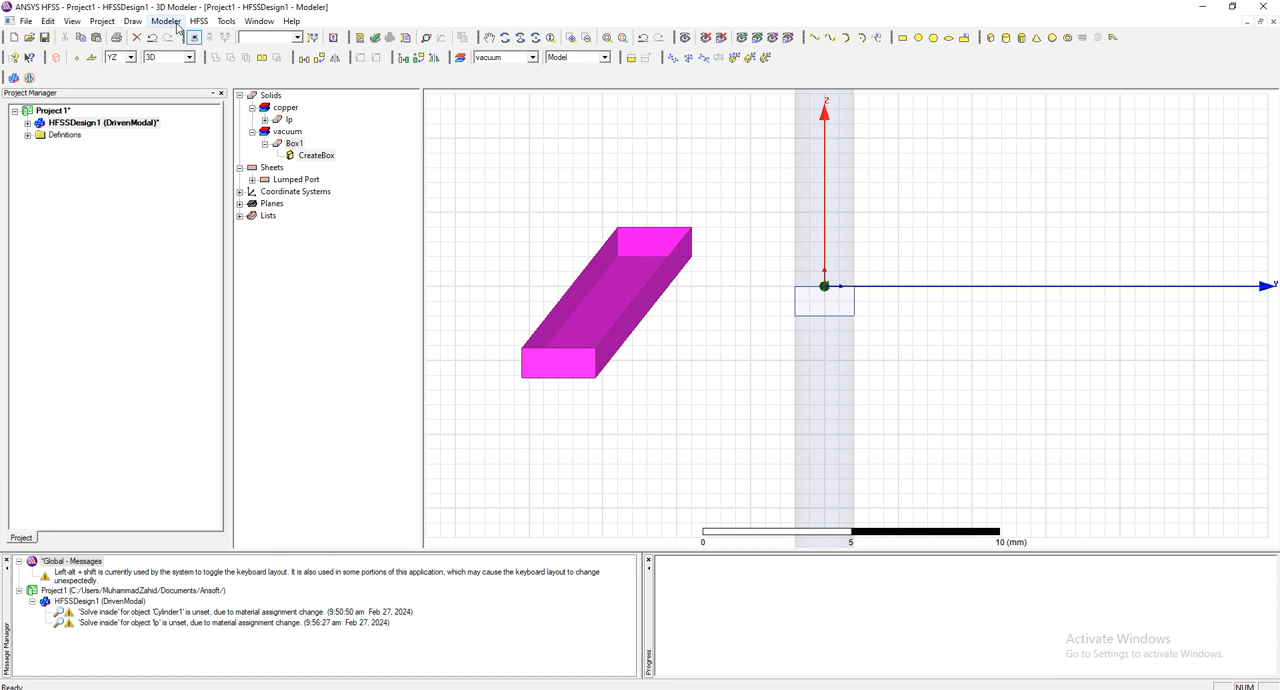 ANSYS HFSS - Project1 - HFSSDesign1 - 3D Modeler - [Project1 - HFSSDesign1 - Modeler]
File Edit View Project Draw Modeler HFSS Tools Window Help
YZ 3D vacuum Model
Project Manager
Project1*
HFSSDesign1 (DrivenModal)*
Definitions
Project
Solids
copper
lp
vacuum
Box1
CreateBox
Sheets
Lumped Port
Coordinate Systems
Planes
Lists
Z
Y
0 5 10 (mm)
*Global - Messages
Left-alt + shift is currently used by the system to toggle the keyboard layout. It is also used in some portions of this application, which may cause the keyboard layout to change
unexpectedly.
Project1 (C:/Users/MuhammadZahid/Documents/Ansoft/)
HFSSDesign1 (DrivenModal)
'Solve inside' for object 'Cylinder1' is unset, due to material assignment change. (9:50:50 am Feb 27, 2024)
'Solve inside' for object 'lp' is unset, due to material assignment change. (9:56:27 am Feb 27, 2024)
Message Manager
Progress
Activate Windows
Go to Settings to activate Windows.
Ready
NUM